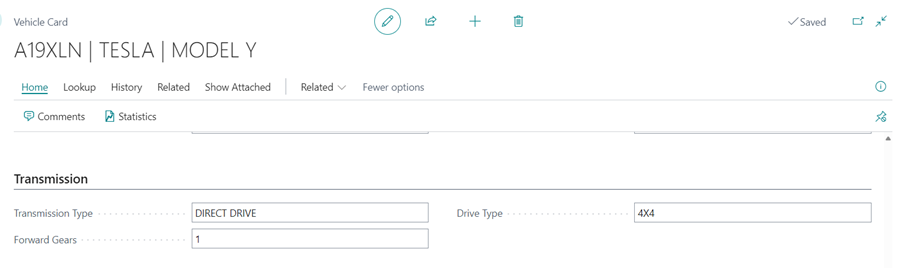 Vehicle Card
Saved
A19XLN | TESLA | MODEL Y
Home Lookup History Related Show Attached Related Fewer options
Comments Statistics
Transmission
Transmission Type DIRECT DRIVE Drive Type 4X4
Forward Gears 1